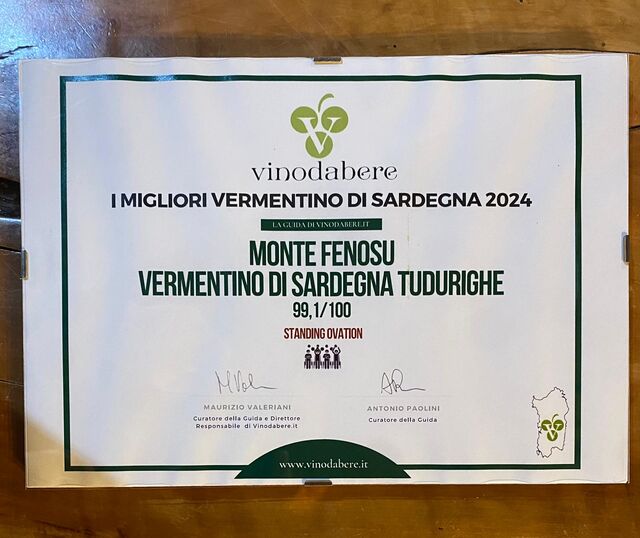 V
vinodabere
I MIGLIORI VERMENTINO DI SARDEGNA 2024
LA GUIDA DI VINODABERE.IT
MONTE FENOSU
VERMENTINO DI SARDEGNA TUDURIGHE
99,1/100
STANDING OVATION
MAURIZIO VALERIANI
Curatore della Guida e Direttore
Responsabile di Vinodabere.it
ANTONIO PAOLINI
Curatore della Guida
V
www.vinodabere.it